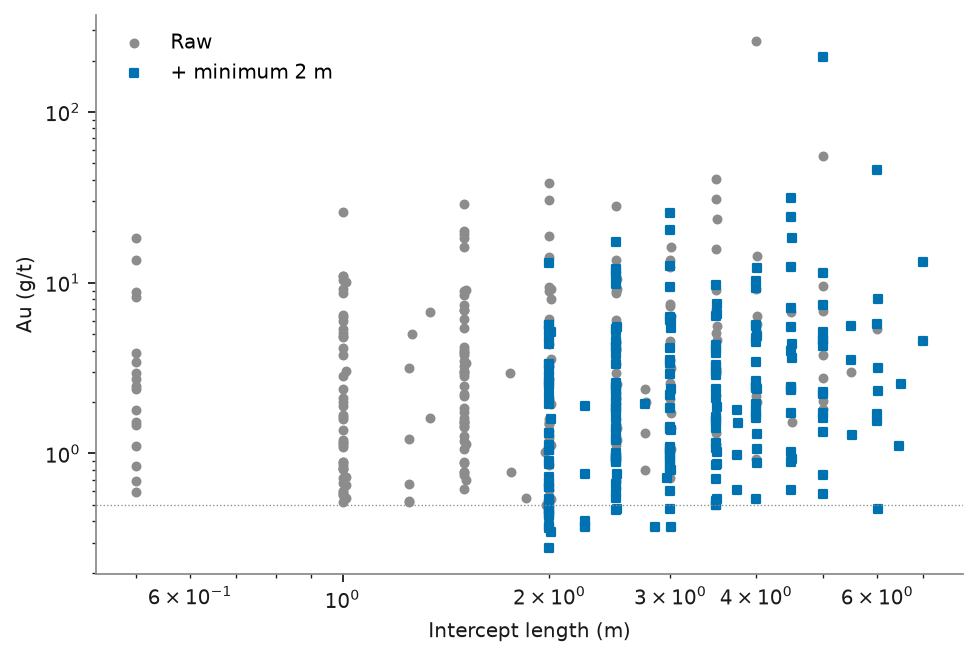 Raw
+ minimum 2 m
10²
10¹
10⁰
Au (g/t)
6 × 10⁻¹
10⁰
2 × 10⁰
3 × 10⁰
4 × 10⁰
6 × 10⁰
Intercept length (m)